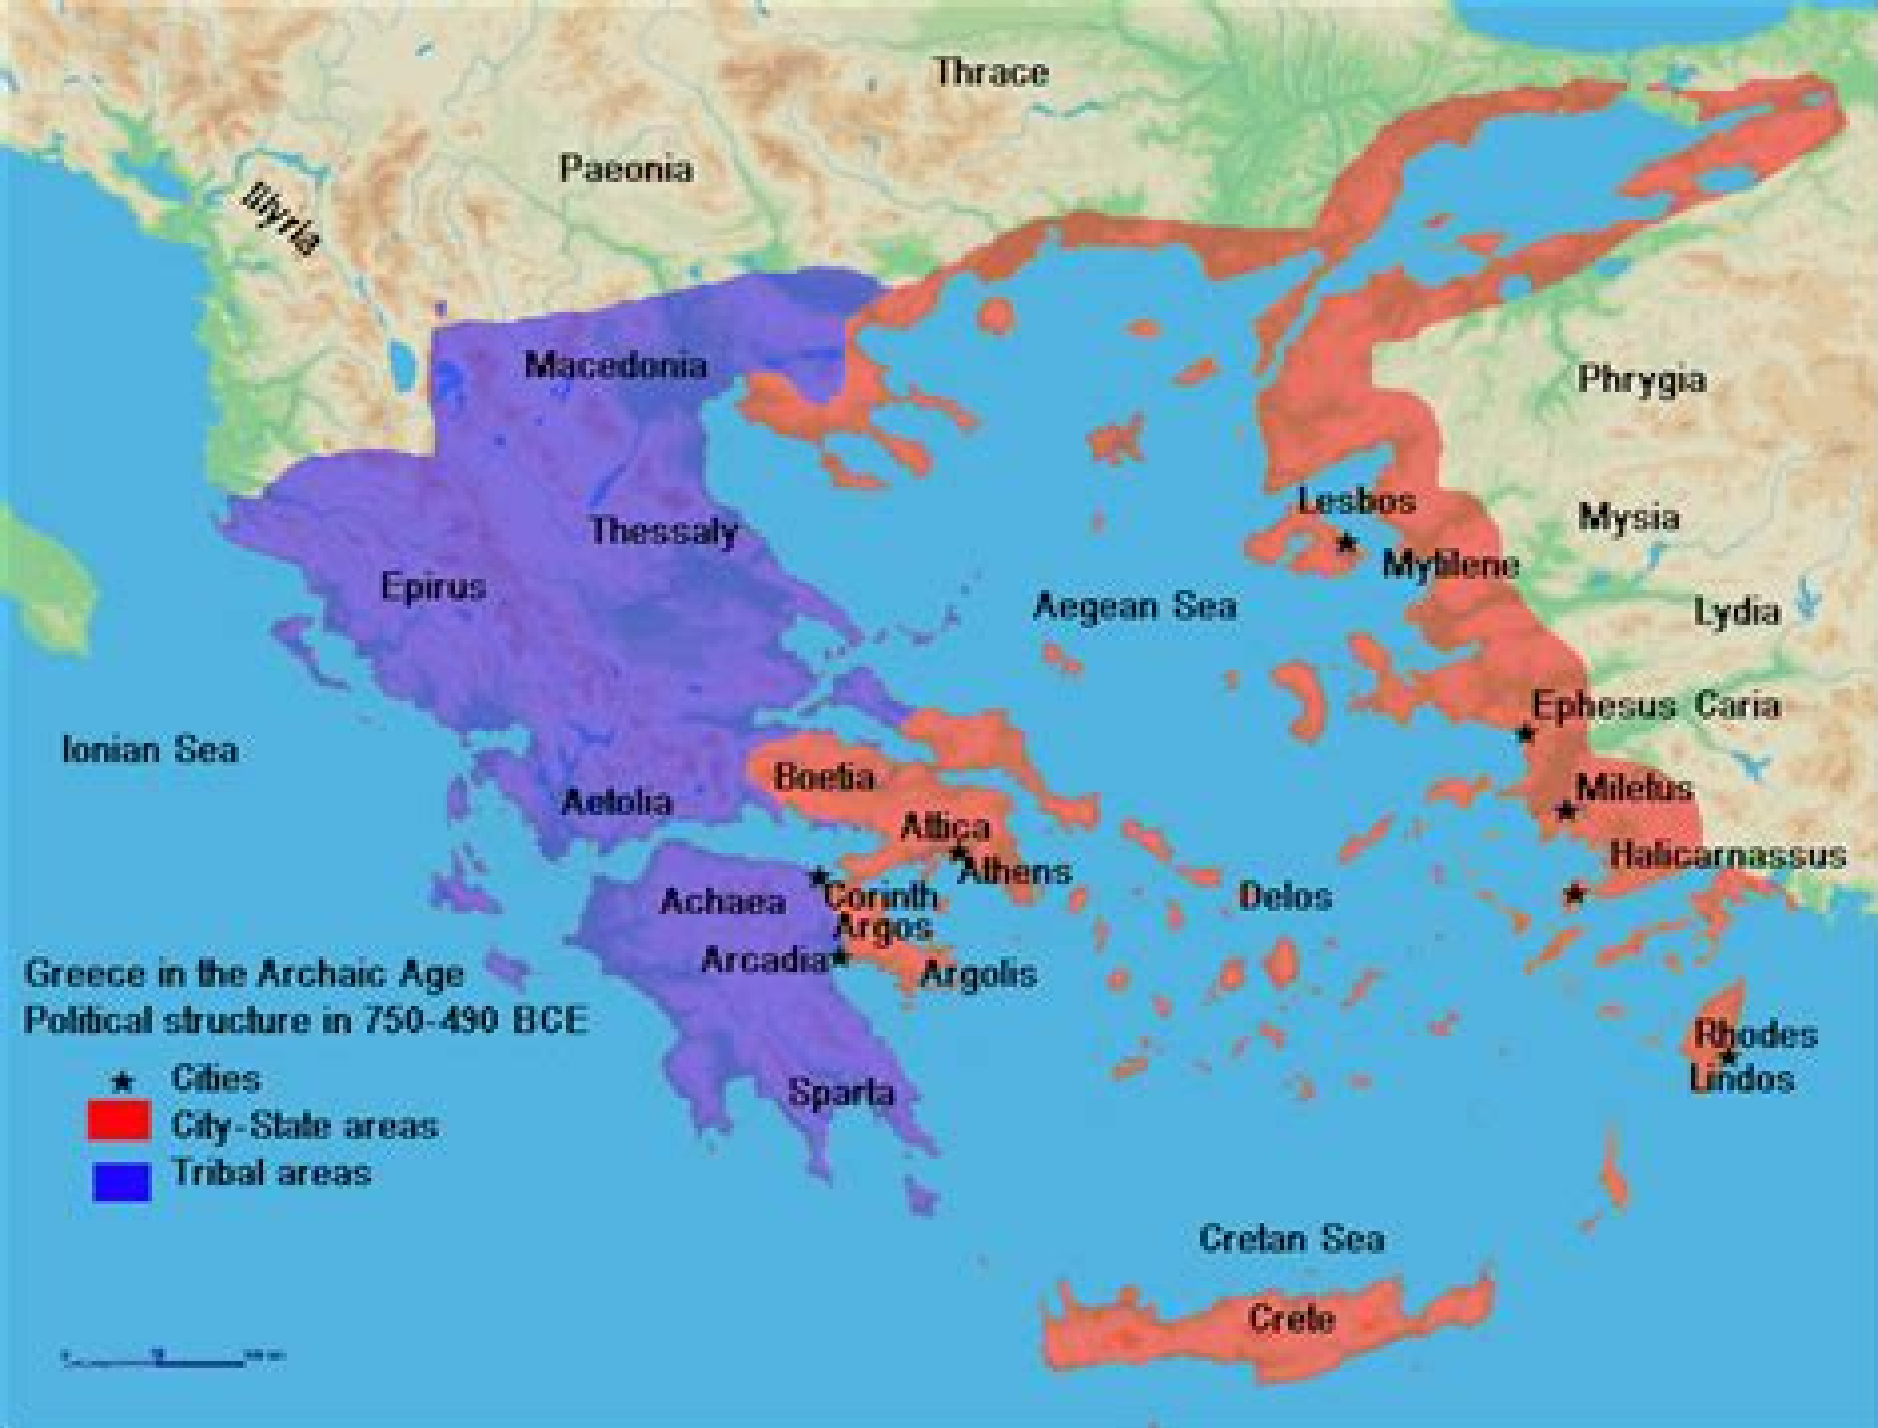 Thrace
Paeonia
Illyria
Macedonia
Phrygia
Lesbos
Mysia
Thessaly
Mytilene
Epirus
Aegean Sea
Lydia
Ephesus Caria
Ionian Sea
Boetia
Miletus
Aetolia
Attica
Halicarnassus
Athens
Corinth
Delos
Achaea
Argos
Arcadia
Argolis
Greece in the Archaic Age
Political structure in 750-490 BCE
Rhodes
Lindos
Cities
Sparta
City-State areas
Tribal areas
Cretan Sea
Crete